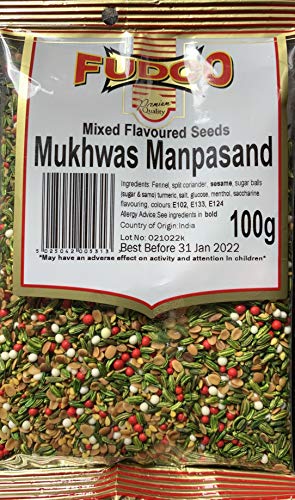 FUDCO
Premium
Quality
Mixed Flavoured Seeds
Mukhwas Manpasand
Ingredients: Fennel, split coriander, sesame, sugar balls
(sugar & samo) turmeric, salt, glucose, menthol, saccharine.
flavouring, colours: E102, E133, E124
Allergy Advice:See ingredients in bold
Country of Origin:India
100g
Lot No: 021022k
Best Before 31 Jan 2022
5 025042 005313
*May have an adverse effect on activity and attention in children*